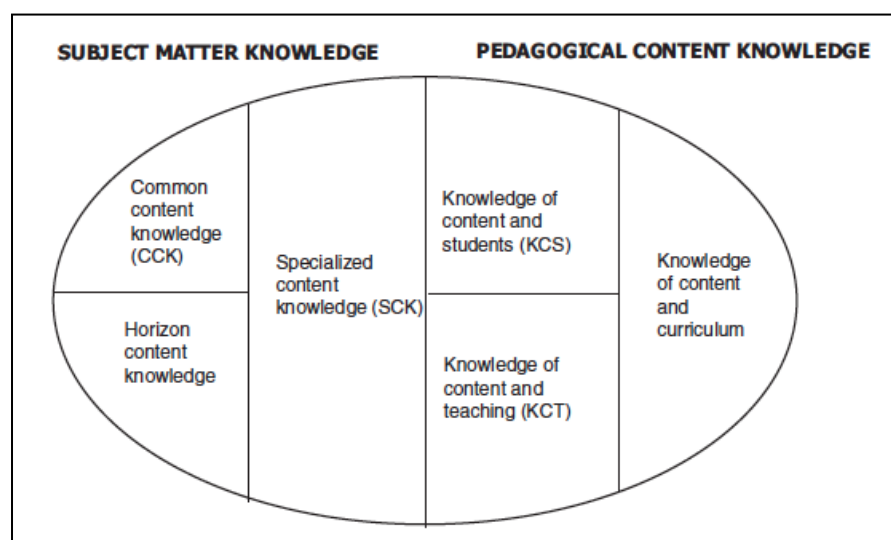 SUBJECT MATTER KNOWLEDGE
PEDAGOGICAL CONTENT KNOWLEDGE
Common
content
knowledge
(CCK)
Horizon
content
knowledge
Specialized
content
knowledge (SCK)
Knowledge of
content and
students (KCS)
Knowledge of
content and
teaching (KCT)
Knowledge
of content
and
curriculum